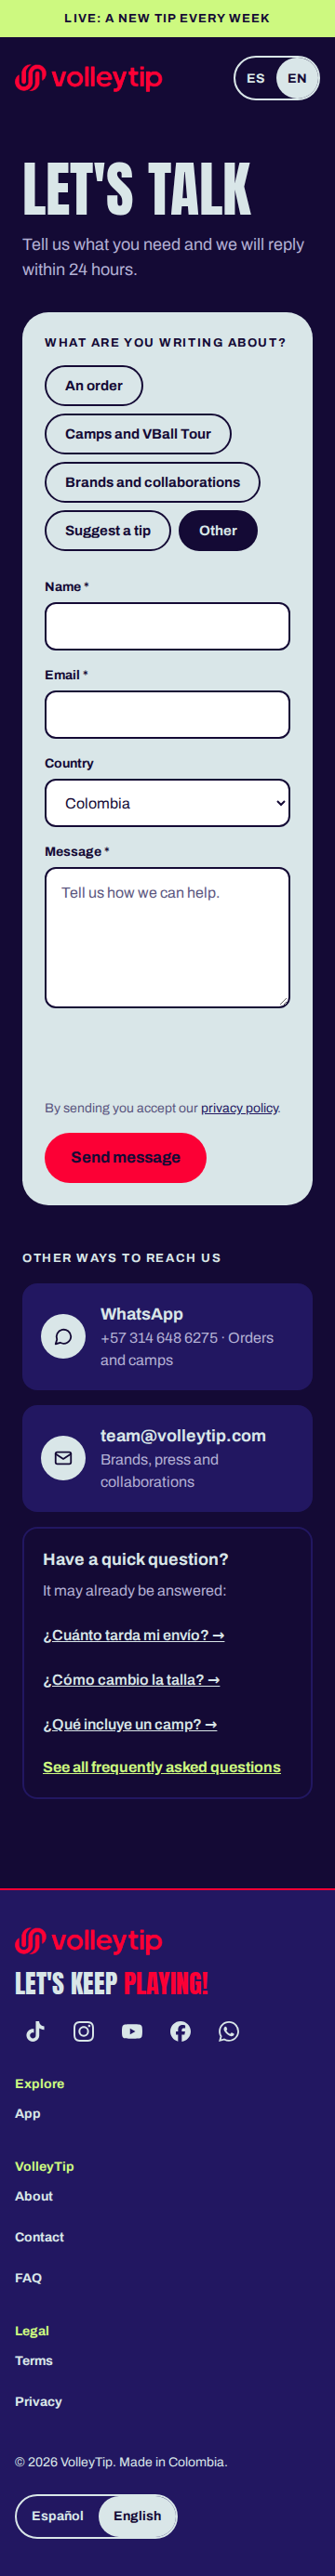 LIVE: A NEW TIP EVERY WEEK
volleytip
ES EN
LET'S TALK
Tell us what you need and we will reply
within 24 hours.
WHAT ARE YOU WRITING ABOUT?
An order
Camps and VBall Tour
Brands and collaborations
Suggest a tip Other
Name *
Email *
Country
Colombia
Message *
Tell us how we can help.
By sending you accept our privacy policy.
Send message
OTHER WAYS TO REACH US
WhatsApp
+57 314 648 6275 · Orders
and camps
team@volleytip.com
Brands, press and
collaborations
Have a quick question?
It may already be answered:
¿Cuánto tarda mi envío? →
¿Cómo cambio la talla? →
¿Qué incluye un camp? →
See all frequently asked questions
volleytip
LET'S KEEP PLAYING!
Explore
App
VolleyTip
About
Contact
FAQ
Legal
Terms
Privacy
© 2026 VolleyTip. Made in Colombia.
Español English